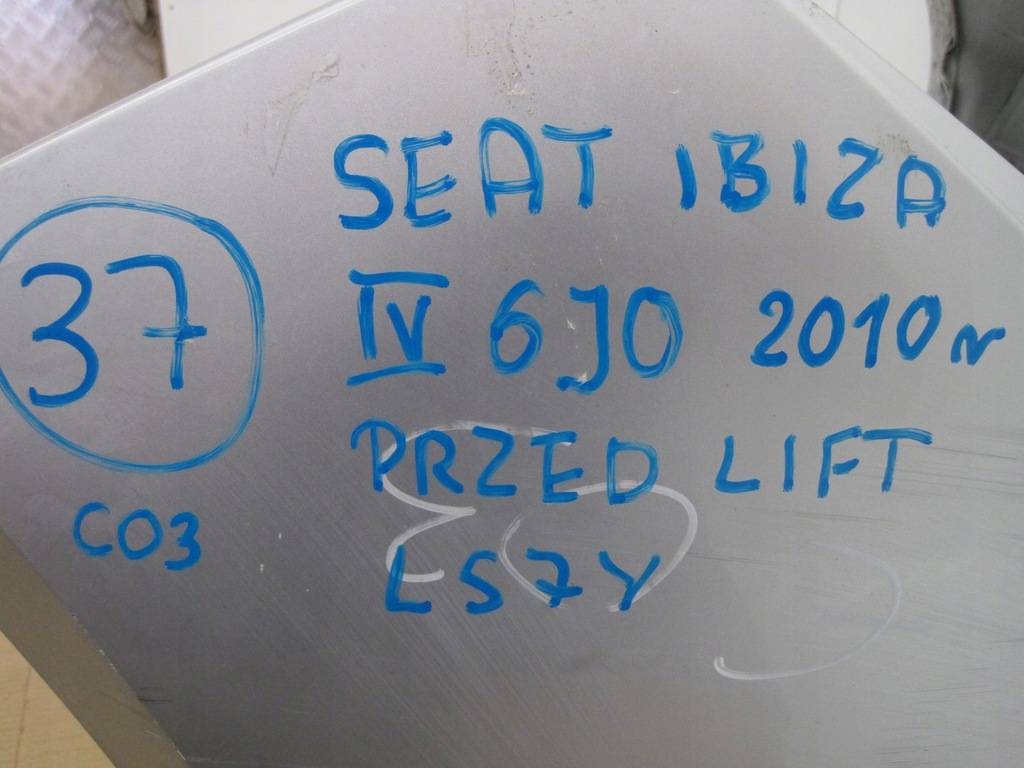 SEAT IBIZA
37
IV 6J0 2010r
PRZED LIFT
C03
LS7Y